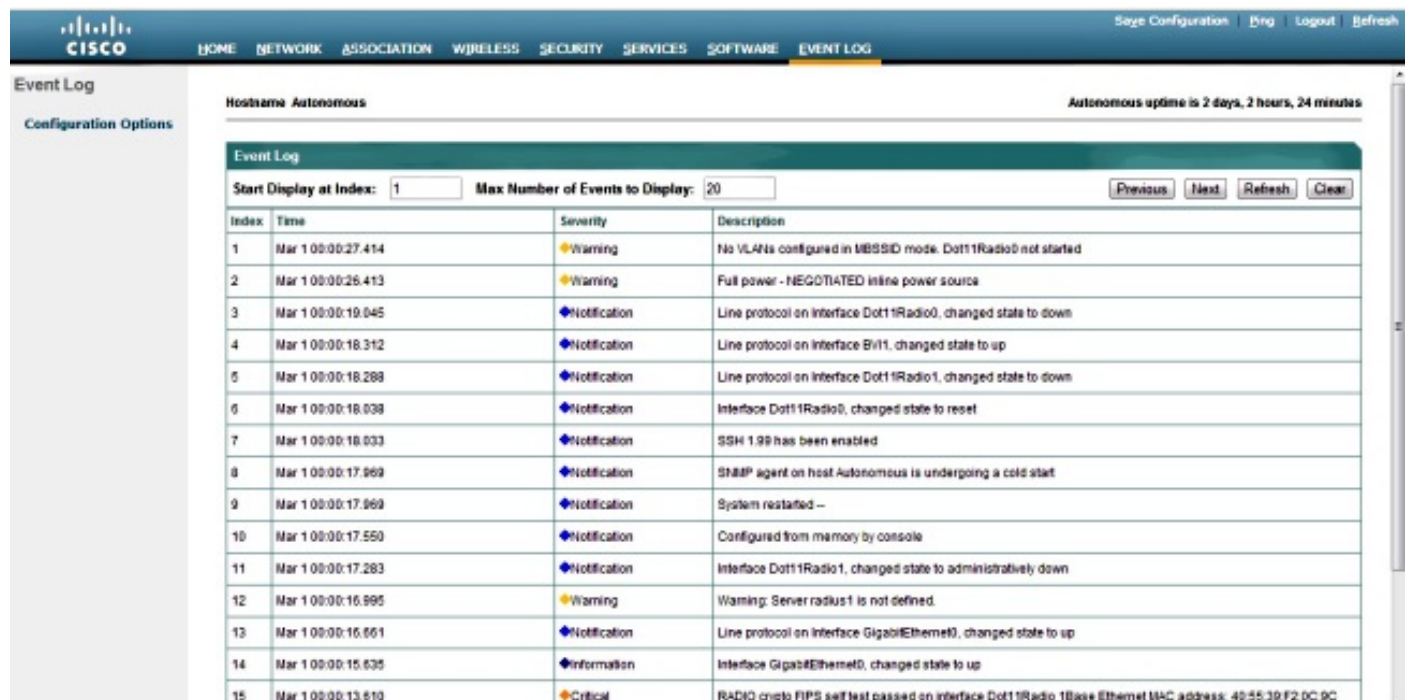 Save Configuration | Ping | Logout | Refresh
CISCO
HOME NETWORK ASSOCIATION WIRELESS SECURITY SERVICES SOFTWARE EVENT LOG
Event Log
Configuration Options
Hostname Autonomous
Autonomous uptime is 2 days, 2 hours, 24 minutes
Event Log
Start Display at Index: 1 Max Number of Events to Display: 20 Previous Next Refresh Clear
Index Time Severity Description
1 Mar 1 00:00:27.414 Warning No VLANs configured in MBSSID mode. Dot11Radio0 not started
2 Mar 1 00:00:26.413 Warning Full power - NEGOTIATED inline power source
3 Mar 1 00:00:19.045 Notification Line protocol on Interface Dot11Radio0, changed state to down
4 Mar 1 00:00:18.312 Notification Line protocol on Interface BVI1, changed state to up
5 Mar 1 00:00:18.288 Notification Line protocol on Interface Dot11Radio1, changed state to down
6 Mar 1 00:00:18.038 Notification Interface Dot11Radio0, changed state to reset
7 Mar 1 00:00:18.033 Notification SSH 1.99 has been enabled
8 Mar 1 00:00:17.969 Notification SNMP agent on host Autonomous is undergoing a cold start
9 Mar 1 00:00:17.969 Notification System restarted --
10 Mar 1 00:00:17.550 Notification Configured from memory by console
11 Mar 1 00:00:17.283 Notification Interface Dot11Radio1, changed state to administratively down
12 Mar 1 00:00:16.995 Warning Warning: Server radius1 is not defined.
13 Mar 1 00:00:16.661 Notification Line protocol on Interface GigabitEthernet0, changed state to up
14 Mar 1 00:00:15.635 Information Interface GigabitEthernet0, changed state to up
15 Mar 1 00:00:13.610 Critical RADIO crypto FIPS self test passed on interface Dot11Radio 1Base Ethernet MAC address: 40:55:39:F2:0C:9C